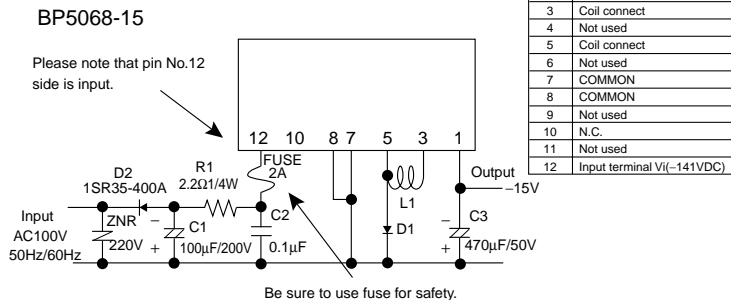 BP5068-15
Please note that pin No.12
side is input.
3 Coil connect
4 Not used
5 Coil connect
6 Not used
7 COMMON
8 COMMON
9 Not used
10 N.C.
11 Not used
12 Input terminal Vi(−141VDC)
12 10 8 7 5 3 1
FUSE
2A
R1
2.2Ω1/4W
D2
1SR35-400A
L1
Output
−15V
Input
AC100V
50Hz/60Hz
ZNR
220V
−
+
C1
100μF/200V
C2
0.1μF
D1
−
+
C3
470μF/50V
Be sure to use fuse for safety.